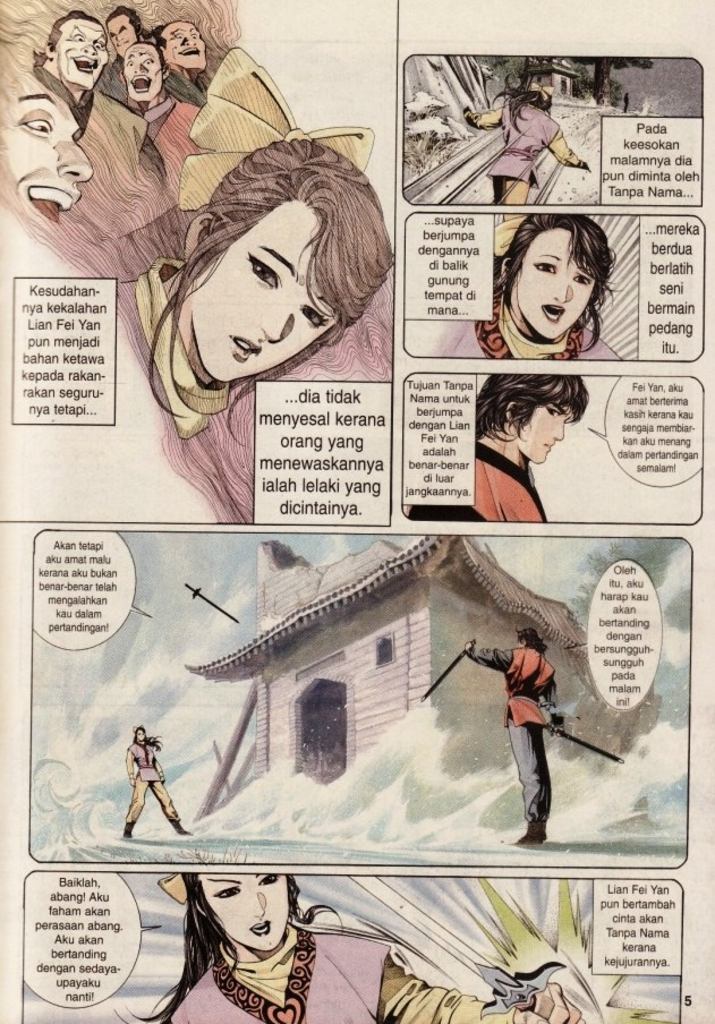 Kesudahan-
nya kekalahan
Lian Fei Yan
pun menjadi
bahan ketawa
kepada rakan-
rakan seguru-
nya tetapi...
...dia tidak
menyesal kerana
orang yang
menewaskannya
ialah lelaki yang
dicintainya.
Pada
keesokan
malamnya dia
pun diminta oleh
Tanpa Nama...
...supaya
berjumpa
dengannya
di balik
gunung
tempat di
mana...
...mereka
berdua
berlatih
seni
bermain
pedang
itu.
Tujuan Tanpa
Nama untuk
berjumpa
dengan Lian
Fei Yan
adalah
benar-benar
di luar
jangkaannya.
Fei Yan, aku
amat berterima
kasih kerana kau
sengaja membiar-
kan aku menang
dalam pertandingan
semalam!
Akan tetapi
aku amat malu
kerana aku bukan
benar-benar telah
mengalahkan
kau dalam
pertandingan!
Oleh
itu, aku
harap kau
akan
bertanding
dengan
bersungguh-
sungguh
pada
malam
ini!
Baiklah,
abang! Aku
faham akan
perasaan abang.
Aku akan
bertanding
dengan sedaya-
upayaku
nanti!
Lian Fei Yan
pun bertambah
cinta akan
Tanpa Nama
kerana
kejujurannya.
5